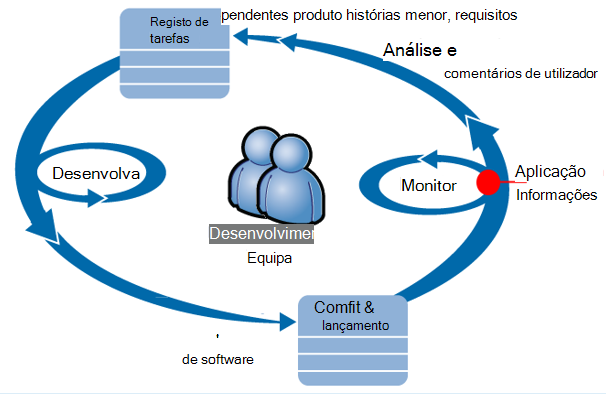 Registo de
tarefas
pendentes produto histórias menor, requisitos
Análise e
comentários de utilizador
Desenvolva
Monitor
Aplicação
Informações
Desenvolvimen
Equipa
Comfit &
lançamento
de software